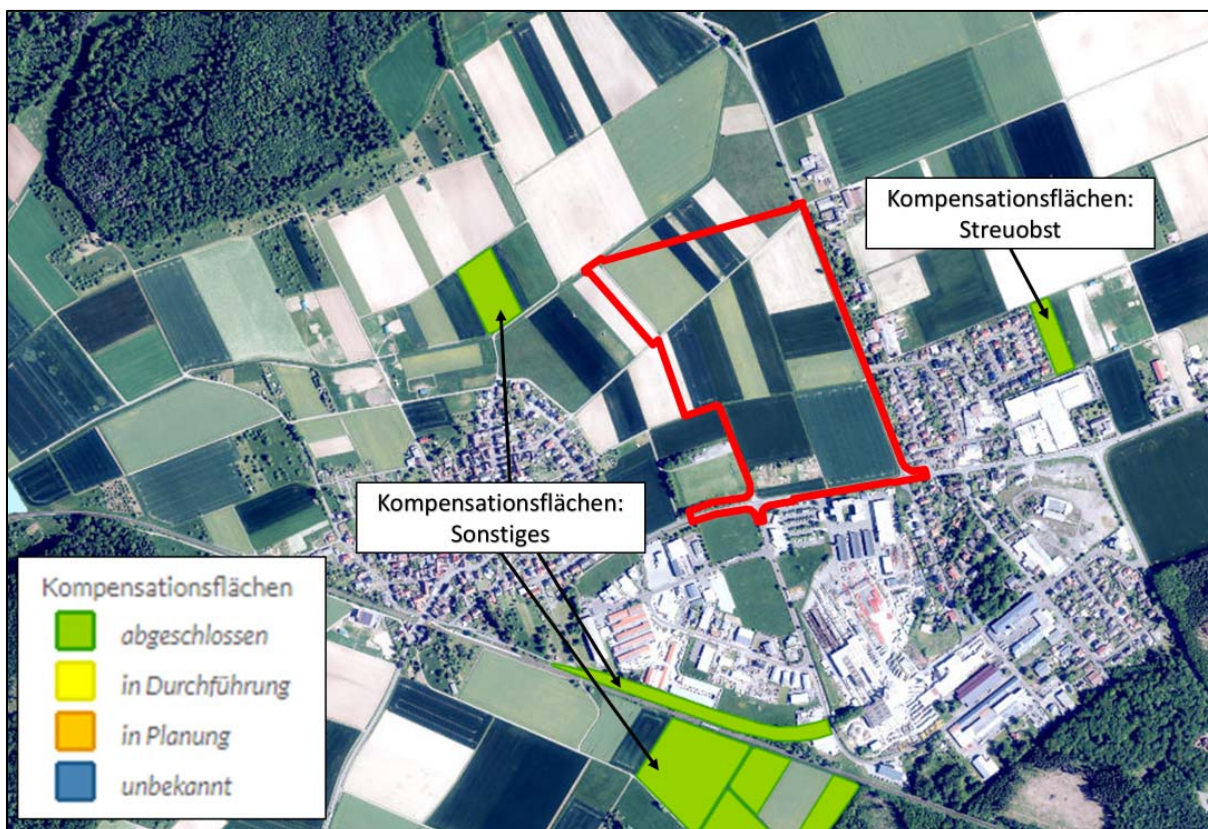 Kompensationsflächen:
Streuobst
Kompensationsflächen:
Sonstiges
Kompensationsflächen
abgeschlossen
in Durchführung
in Planung
unbekannt